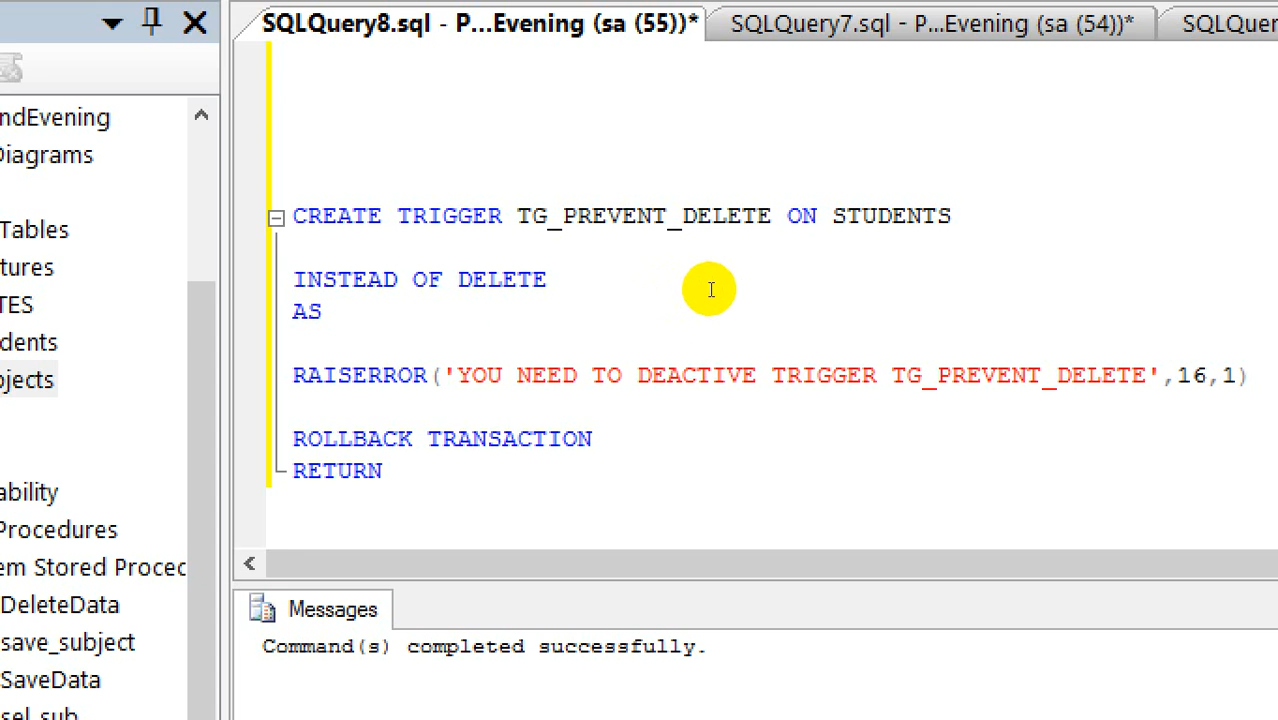 SQLQuery8.sql - P...Evening (sa (55))*
SQLQuery7.sql - P...Evening (sa (54))*
SQLQuer
ndEvening
Diagrams
Tables
tures
TES
dents
jects
ability
Procedures
em Stored Proced
DeleteData
save_subject
SaveData
sel_sub
CREATE TRIGGER TG_PREVENT_DELETE ON STUDENTS
INSTEAD OF DELETE
AS
RAISERROR('YOU NEED TO DEACTIVE TRIGGER TG_PREVENT_DELETE',16,1)
ROLLBACK TRANSACTION
RETURN
Messages
Command(s) completed successfully.